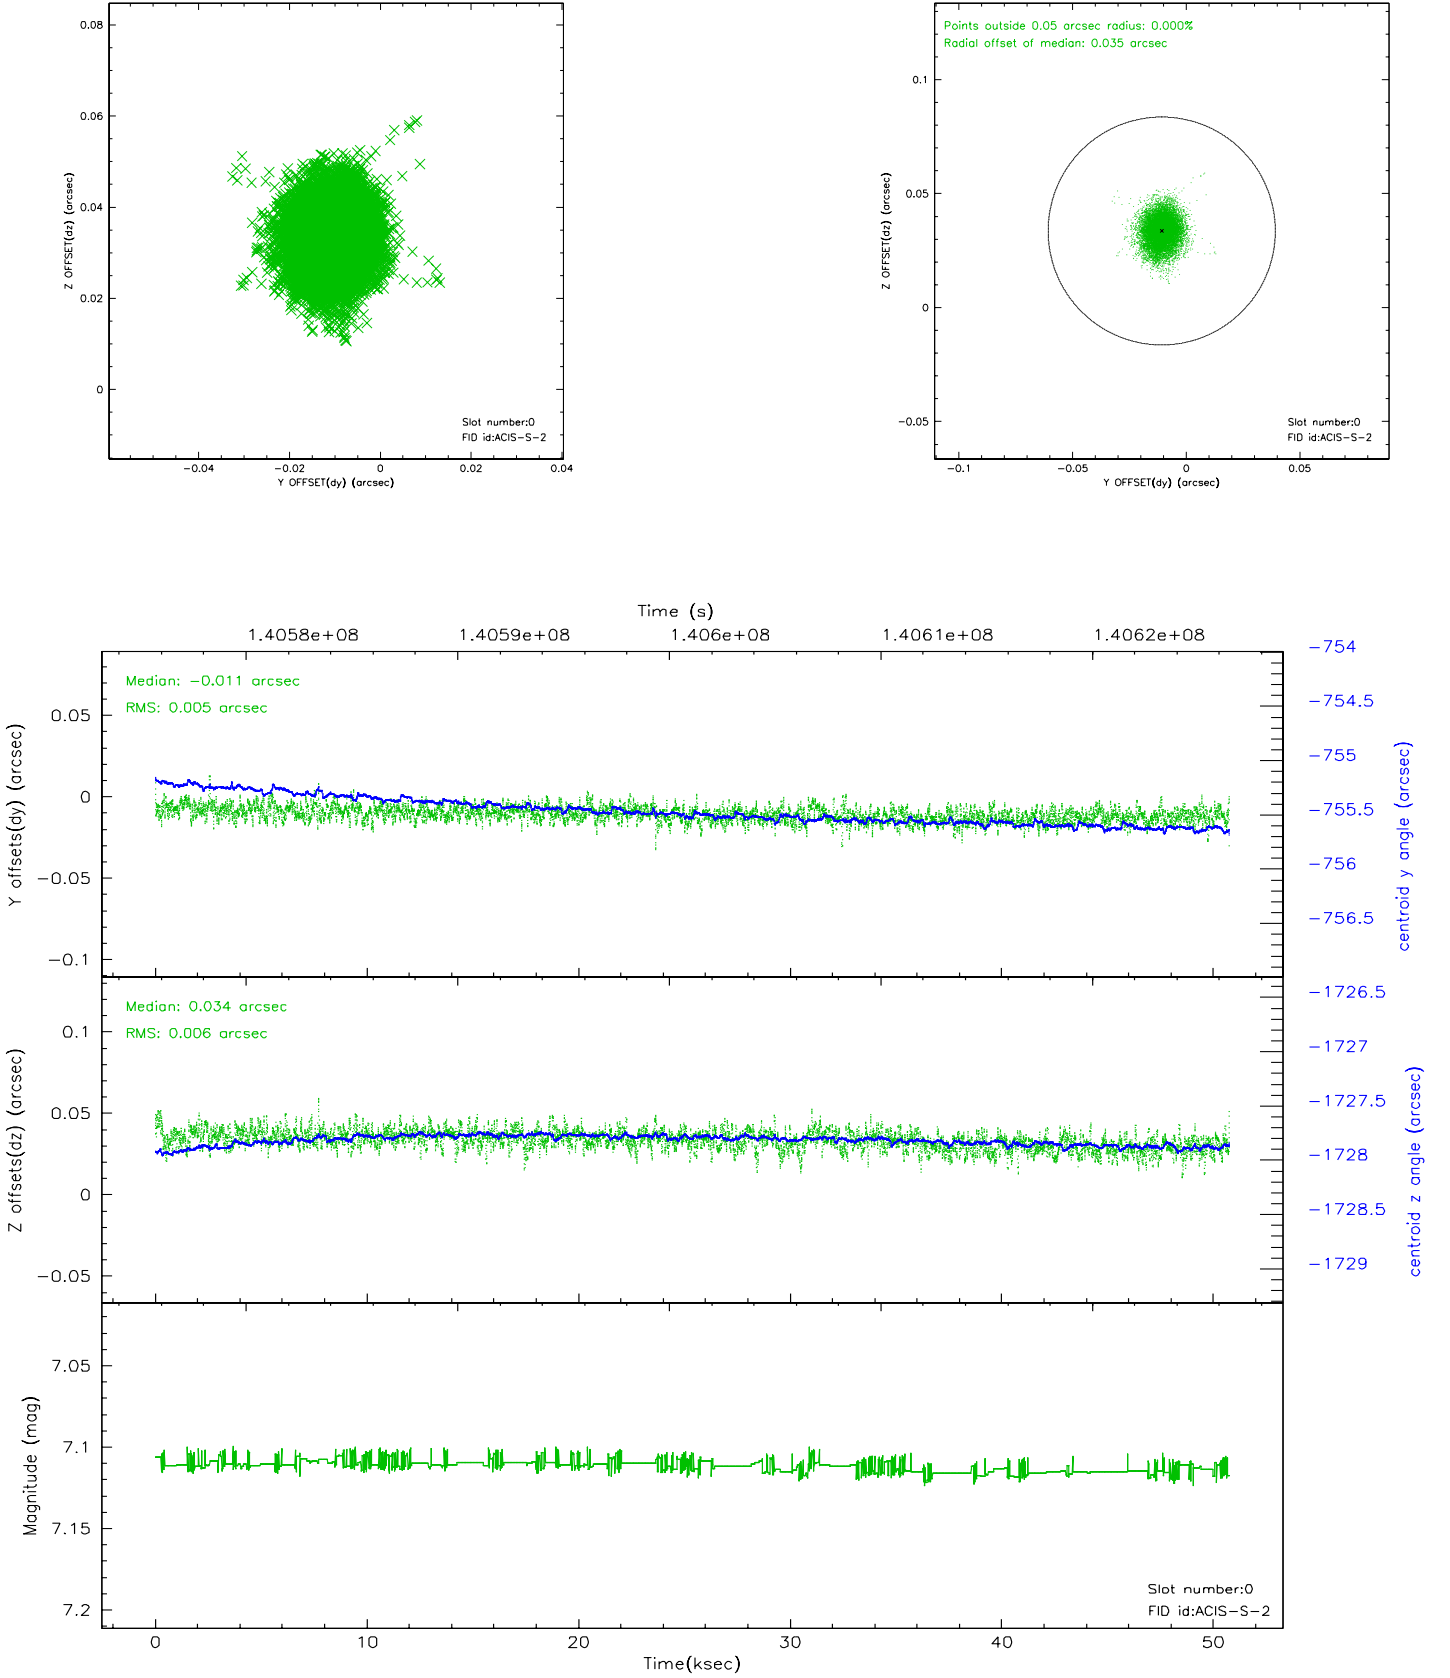 0.08
0.06
0.04
0.02
0
Z OFFSET(dz) (arcsec)
Slot number:0
FID id:ACIS-S-2
-0.04 -0.02 0 0.02 0.04
Y OFFSET(dy) (arcsec)
Points outside 0.05 arcsec radius: 0.000%
Radial offset of median: 0.035 arcsec
0.1
0.05
0
-0.05
Z OFFSET(dz) (arcsec)
Slot number:0
FID id:ACIS-S-2
-0.1 -0.05 0 0.05
Y OFFSET(dy) (arcsec)
Time (s)
1.4058e+08 1.4059e+08 1.406e+08 1.4061e+08 1.4062e+08
Median: -0.011 arcsec
RMS: 0.005 arcsec
0.05
0
-0.05
-0.1
Y offsets(dy) (arcsec)
-754
-754.5
-755
-755.5
-756
-756.5
centroid y angle (arcsec)
Median: 0.034 arcsec
RMS: 0.006 arcsec
0.1
0.05
0
-0.05
Z offsets(dz) (arcsec)
-1726.5
-1727
-1727.5
-1728
-1728.5
-1729
centroid z angle (arcsec)
7.05
7.1
7.15
7.2
Magnitude (mag)
Slot number:0
FID id:ACIS-S-2
0 10 20 30 40 50
Time(ksec)